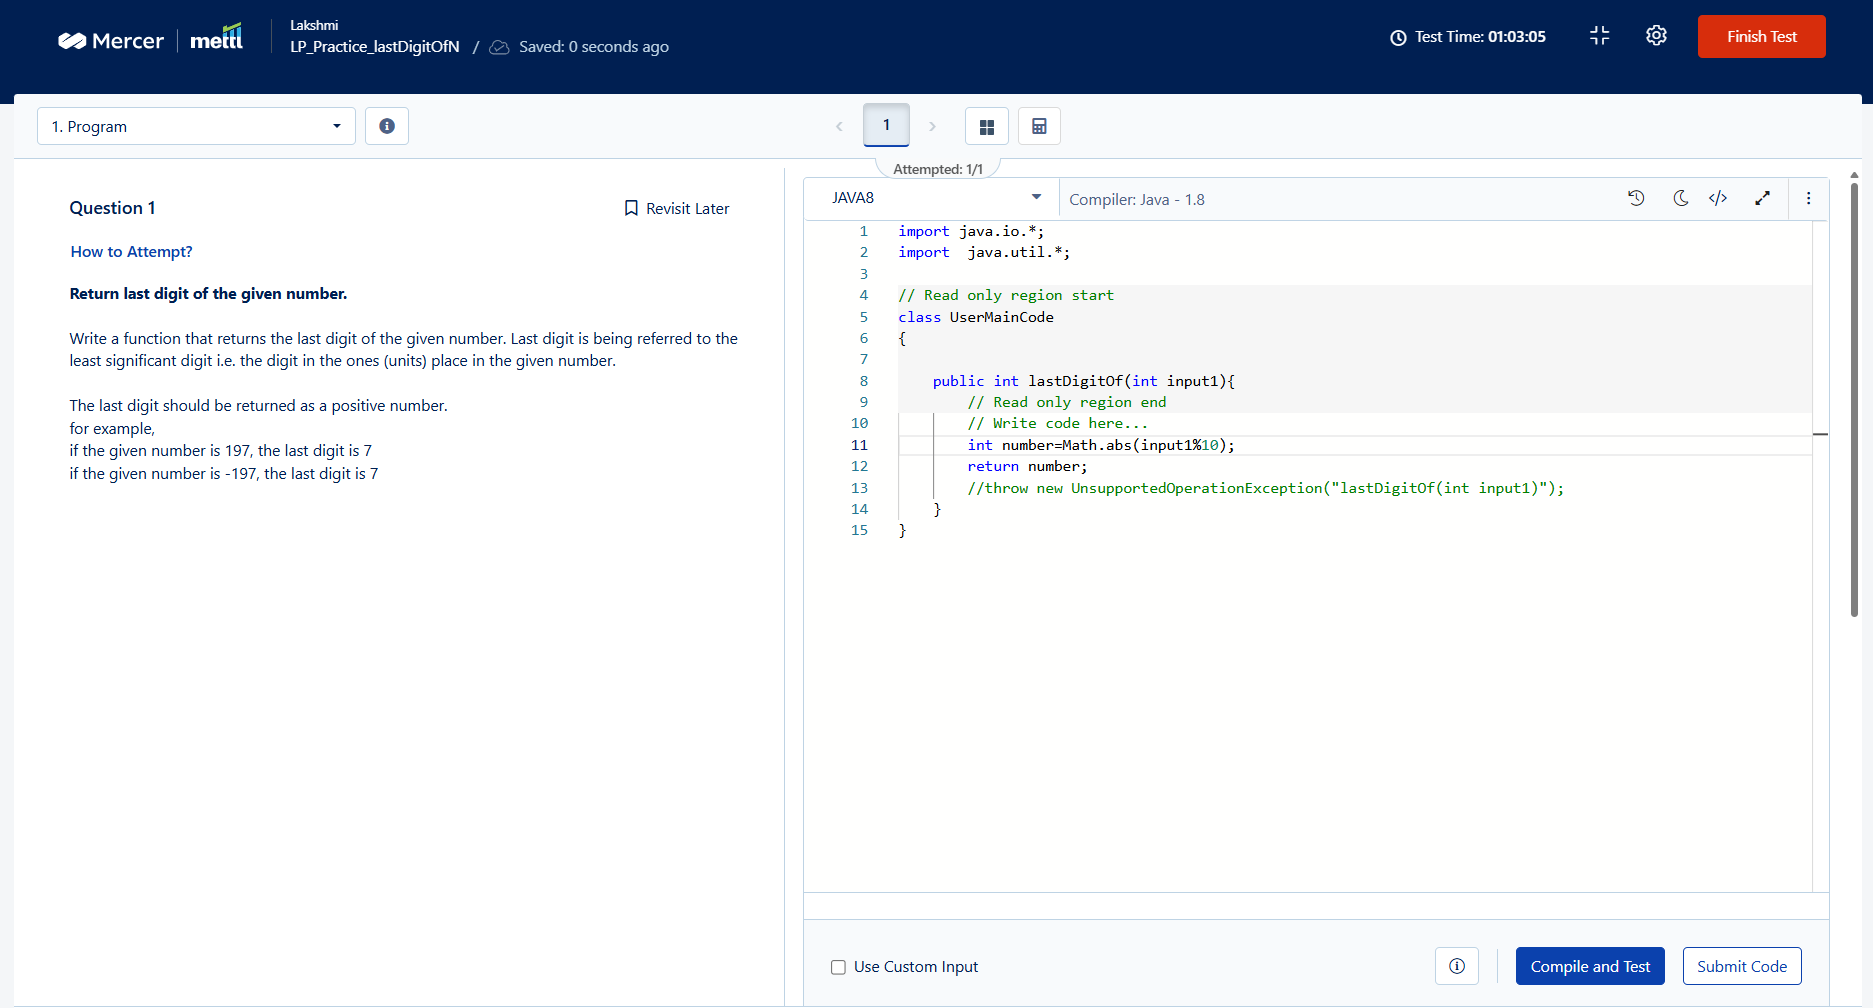 Mercer
mettl
Lakshmi
LP_Practice_lastDigitOfN / Saved: 0 seconds ago
Test Time: 01:03:05
Finish Test
1. Program
1
Attempted: 1/1
Question 1
Revisit Later
How to Attempt?
Return last digit of the given number.
Write a function that returns the last digit of the given number. Last digit is being referred to the
least significant digit i.e. the digit in the ones (units) place in the given number.
The last digit should be returned as a positive number.
for example,
if the given number is 197, the last digit is 7
if the given number is -197, the last digit is 7
JAVA8
Compiler: Java - 1.8
1 import java.io.*;
2 import  java.util.*;
3
4 // Read only region start
5 class UserMainCode
6 {
7
8     public int lastDigitOf(int input1){
9         // Read only region end
10         // Write code here...
11         int number=Math.abs(input1%10);
12         return number;
13         //throw new UnsupportedOperationException("lastDigitOf(int input1)");
14     }
15 }
Use Custom Input
Compile and Test
Submit Code